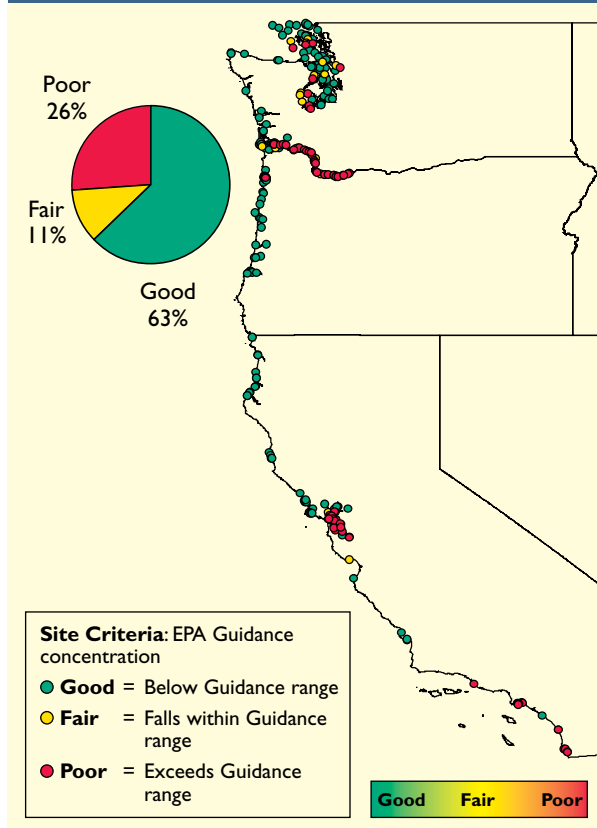 Poor
26%
Fair
11%
Good
63%
Site Criteria: EPA Guidance
concentration
Good = Below Guidance range
Fair = Falls within Guidance
range
Poor = Exceeds Guidance
range
Good Fair Poor